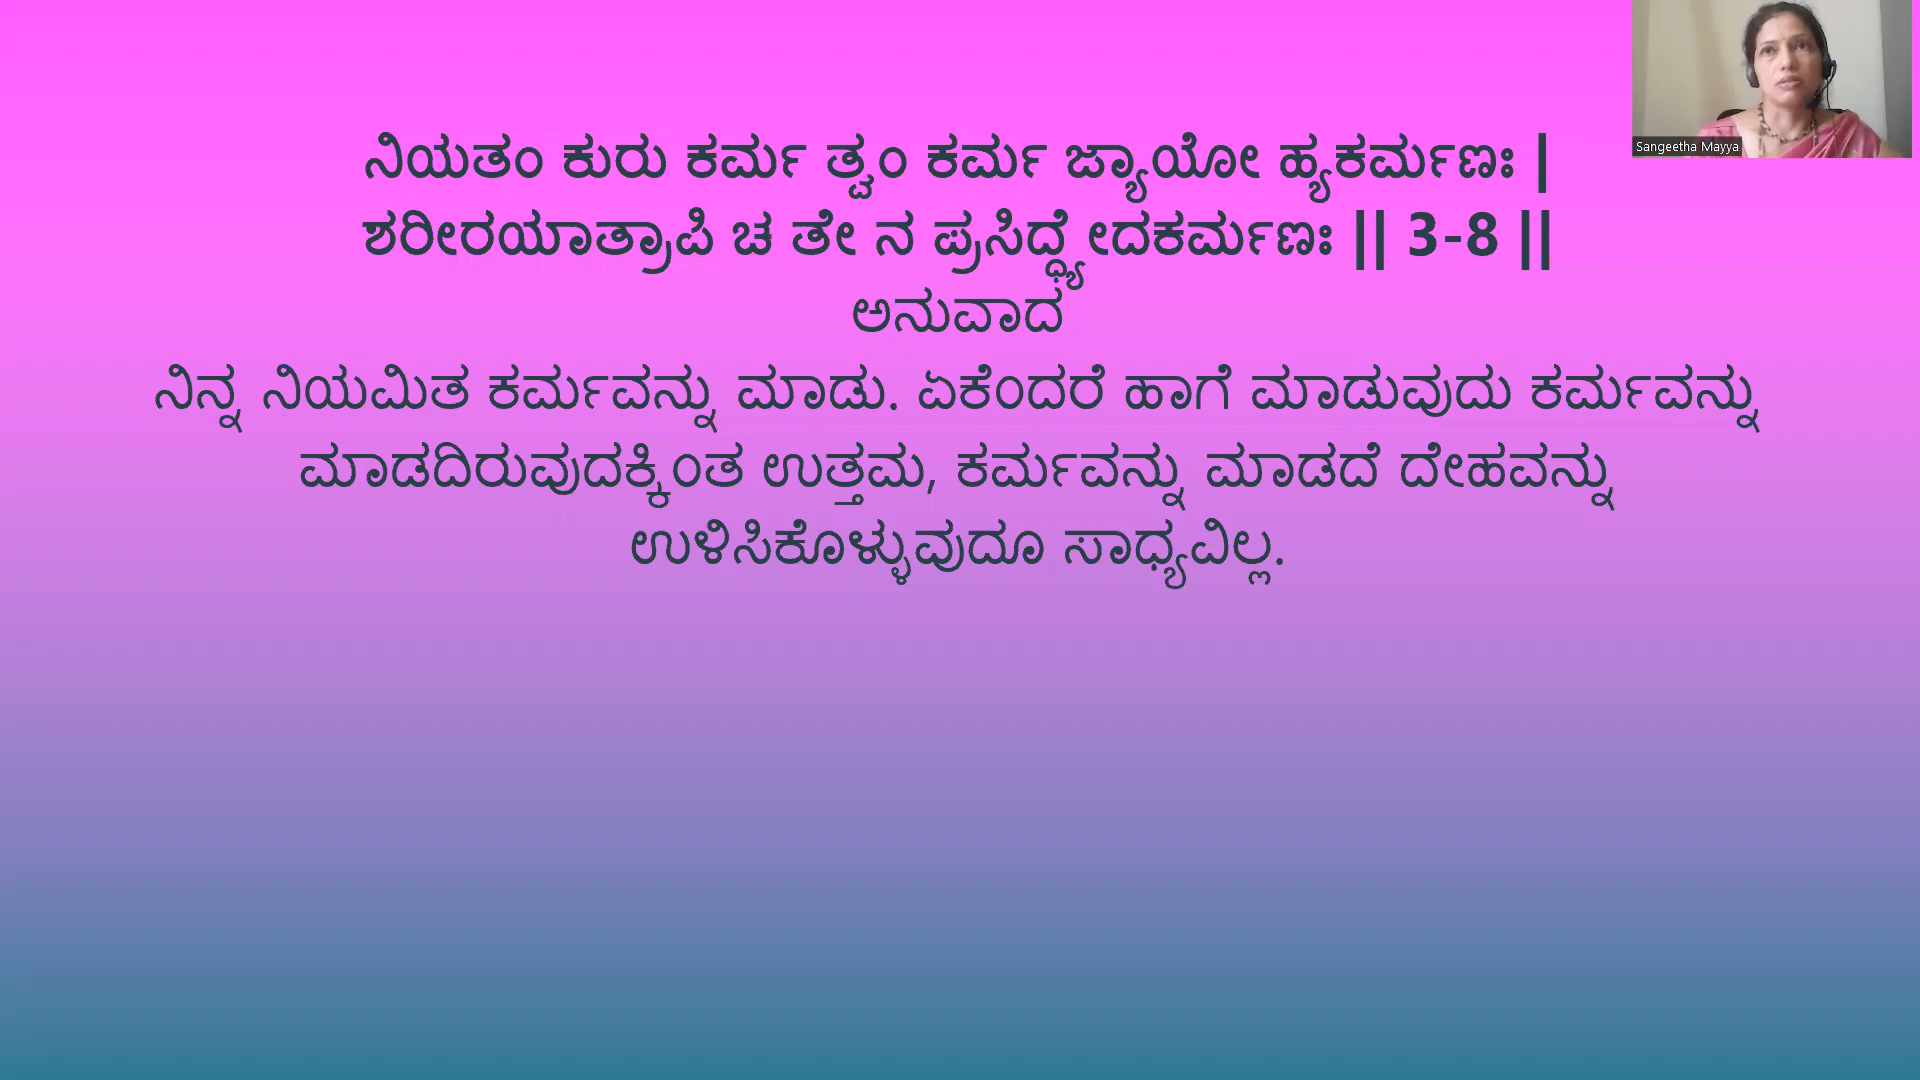 Sangeetha Mayya
ನಿಯತಂ ಕುರು ಕರ್ಮ ತ್ವಂ ಕರ್ಮ ಜ್ಯಾಯೋ ಹ್ಯಕರ್ಮಣಃ |
ಶರೀರಯಾತ್ರಾಪಿ ಚ ತೇ ನ ಪ್ರಸಿದ್ಧ್ಯೇದಕರ್ಮಣಃ || 3-8 ||
ಅನುವಾದ
ನಿನ್ನ ನಿಯಮಿತ ಕರ್ಮವನ್ನು ಮಾಡು. ಏಕೆಂದರೆ ಹಾಗೆ ಮಾಡುವುದು ಕರ್ಮವನ್ನು
ಮಾಡದಿರುವುದಕ್ಕಿಂತ ಉತ್ತಮ, ಕರ್ಮವನ್ನು ಮಾಡದೆ ದೇಹವನ್ನು
ಉಳಿಸಿಕೊಳ್ಳುವುದೂ ಸಾಧ್ಯವಿಲ್ಲ.